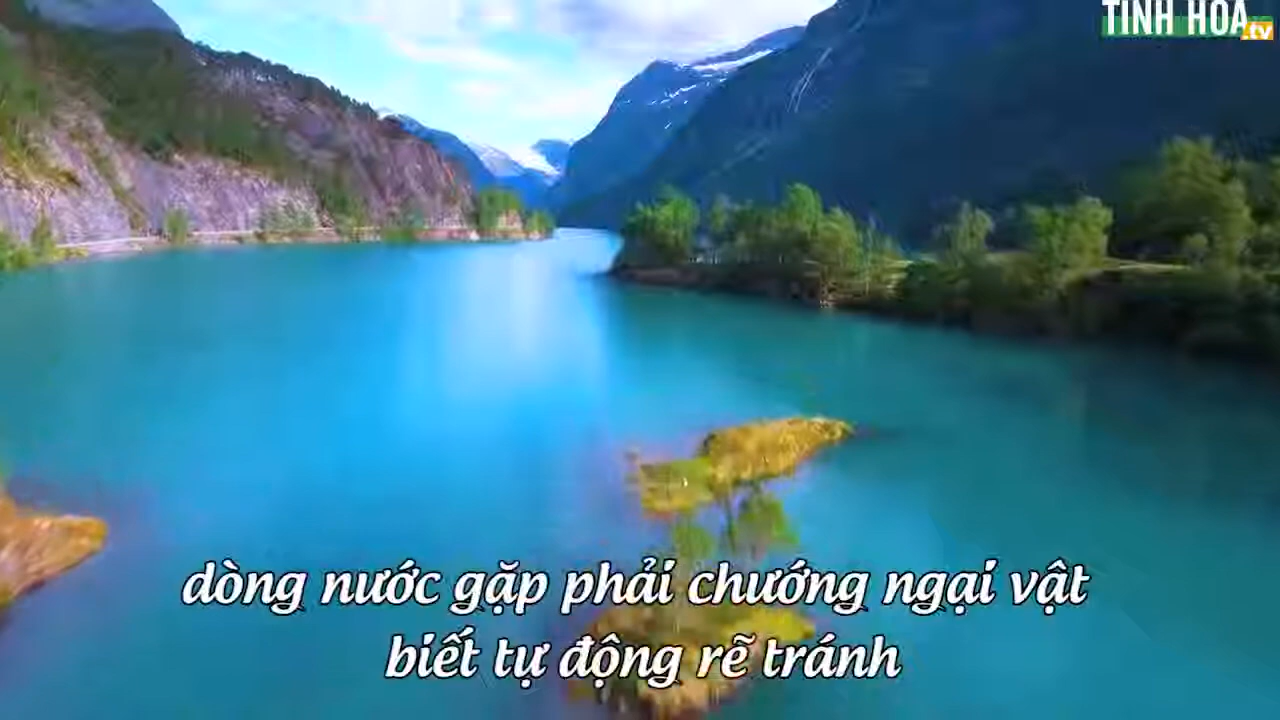 TINH HOA
.tv
dòng nước gặp phải chướng ngại vật
biết tự động rẽ tránh